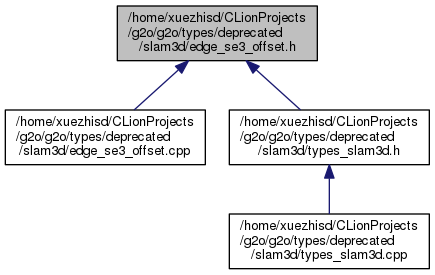 /home/xuezhisd/CLionProjects
/g2o/g2o/types/deprecated
/slam3d/edge_se3_offset.h
/home/xuezhisd/CLionProjects
/g2o/g2o/types/deprecated
/slam3d/edge_se3_offset.cpp
/home/xuezhisd/CLionProjects
/g2o/g2o/types/deprecated
/slam3d/types_slam3d.h
/home/xuezhisd/CLionProjects
/g2o/g2o/types/deprecated
/slam3d/types_slam3d.cpp